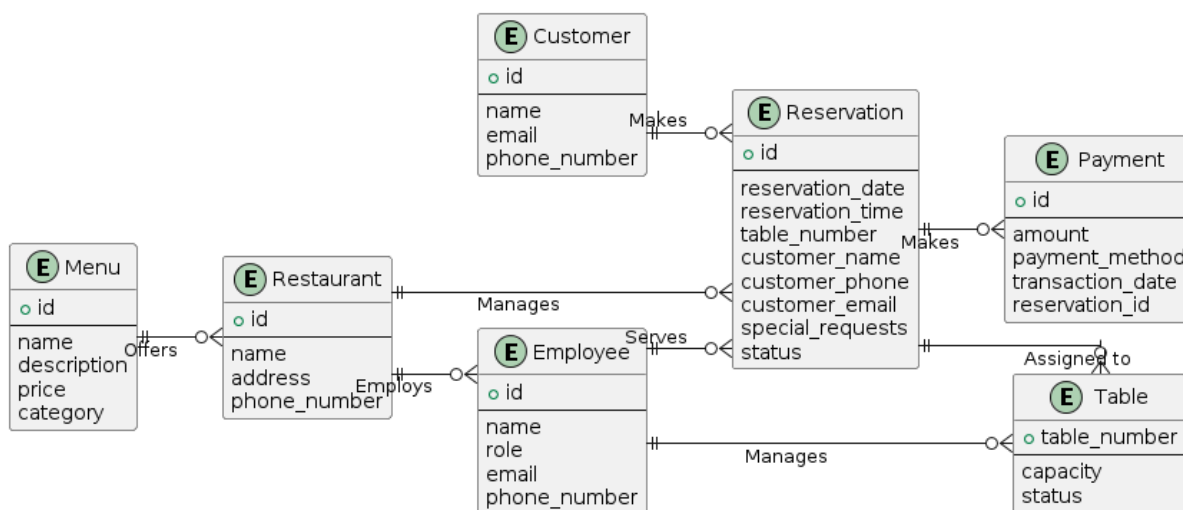 E Customer
id
name
email
phone_number
Makes
E Reservation
id
reservation_date
reservation_time
table_number
customer_name
customer_phone
customer_email
special_requests
status
Makes
E Payment
id
amount
payment_method
transaction_date
reservation_id
E Menu
id
name
description
price
category
Offers
E Restaurant
id
name
address
phone_number
Manages
Employs
Serves
E Employee
id
name
role
email
phone_number
Manages
Assigned to
E Table
table_number
capacity
status